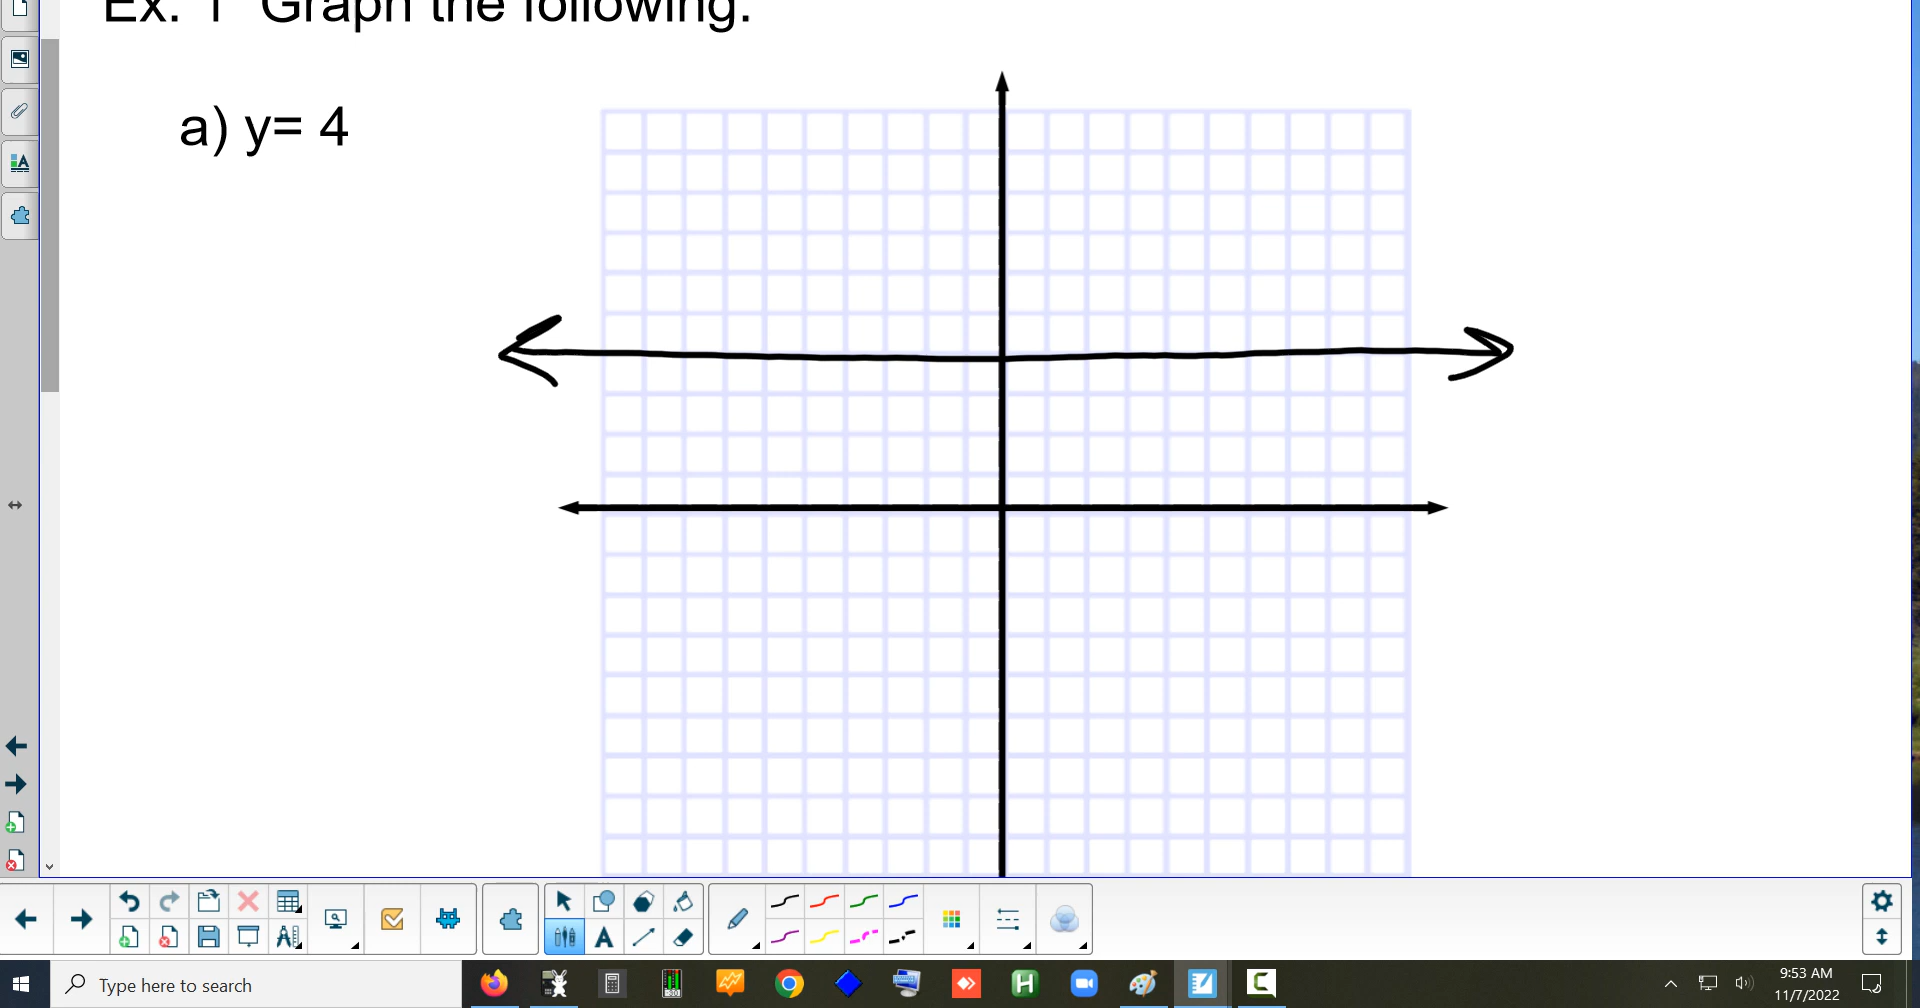 Ex. 1 Graph the following.
a) y= 4
Type here to search
9:53 AM
11/7/2022